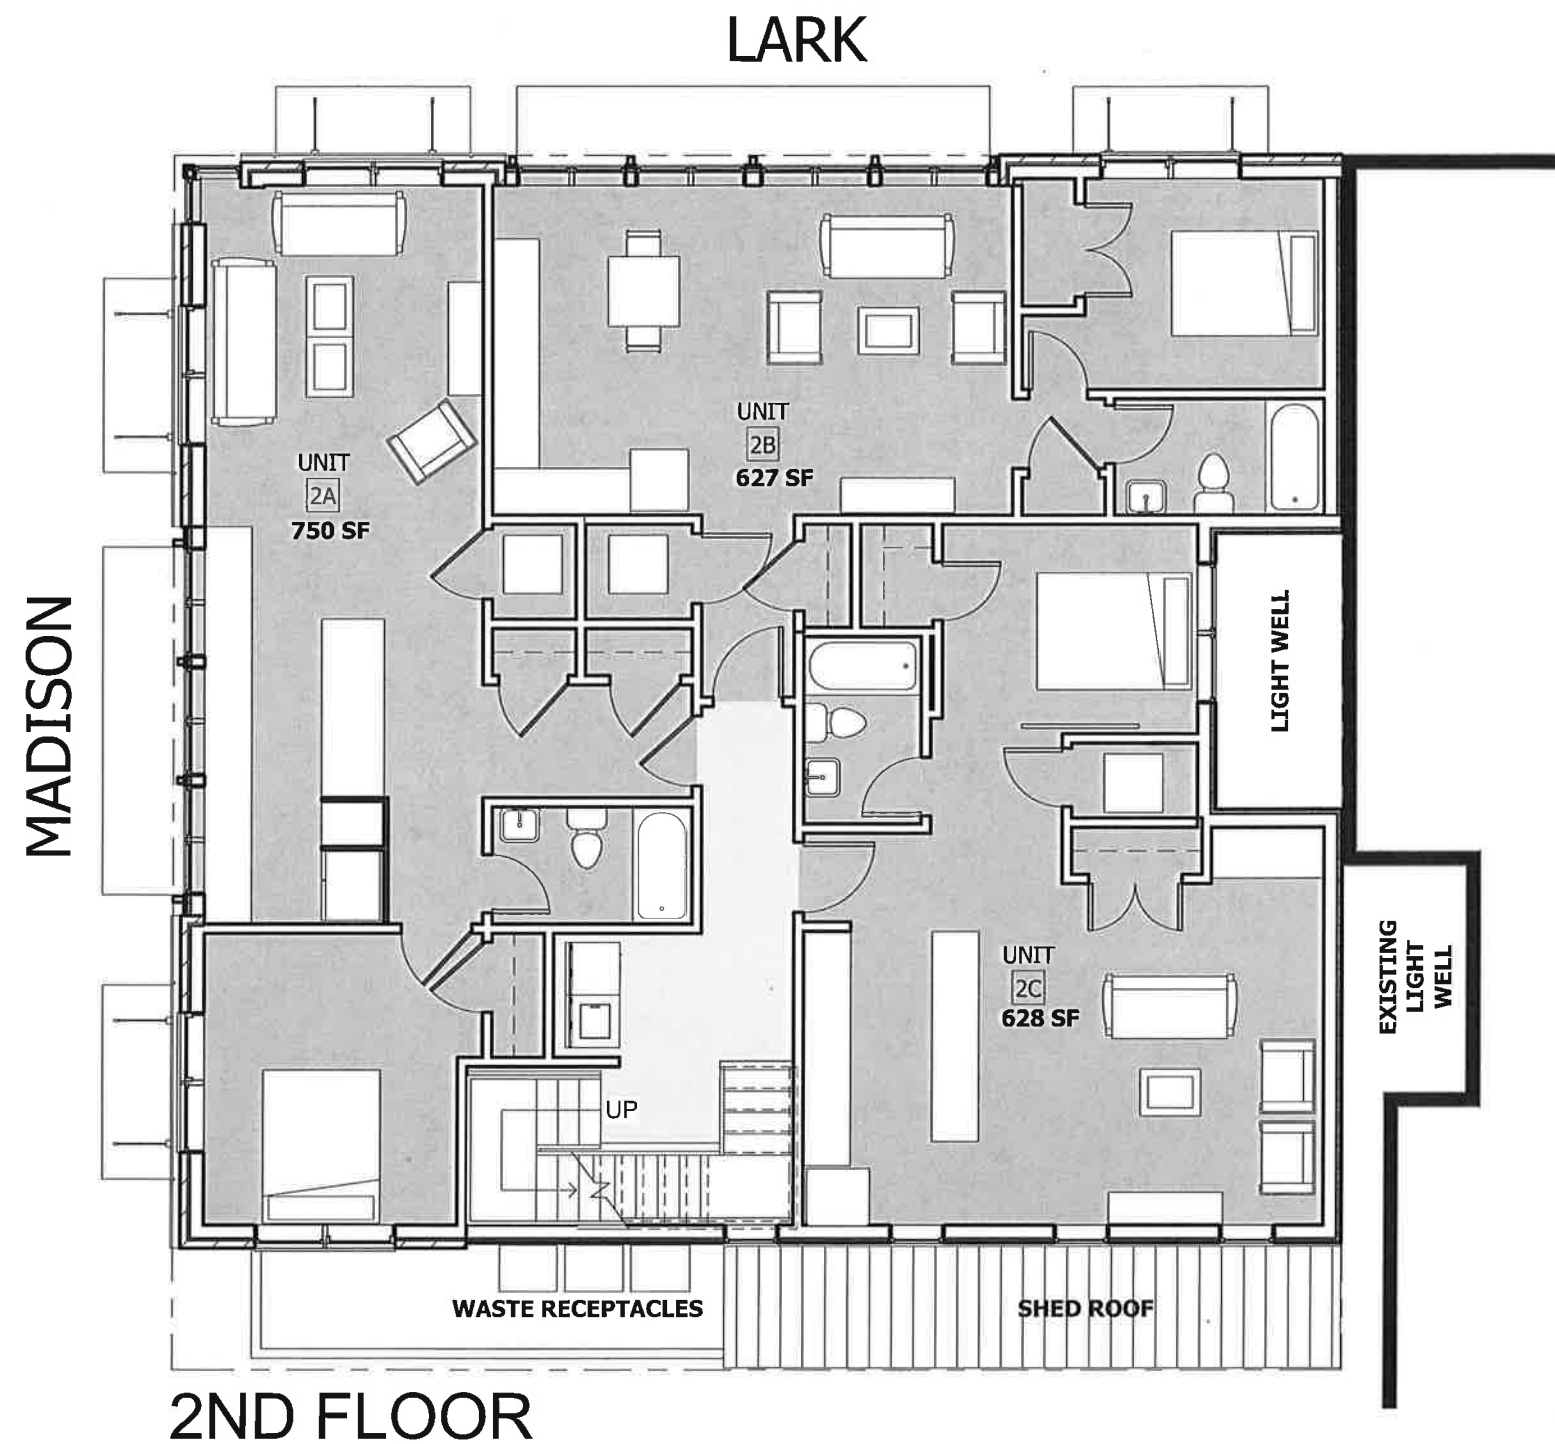 LARK
MADISON
UNIT
2A
750 SF
UNIT
2B
627 SF
LIGHT WELL
UNIT
2C
628 SF
EXISTING
LIGHT
WELL
UP
WASTE RECEPTACLES
SHED ROOF
2ND FLOOR